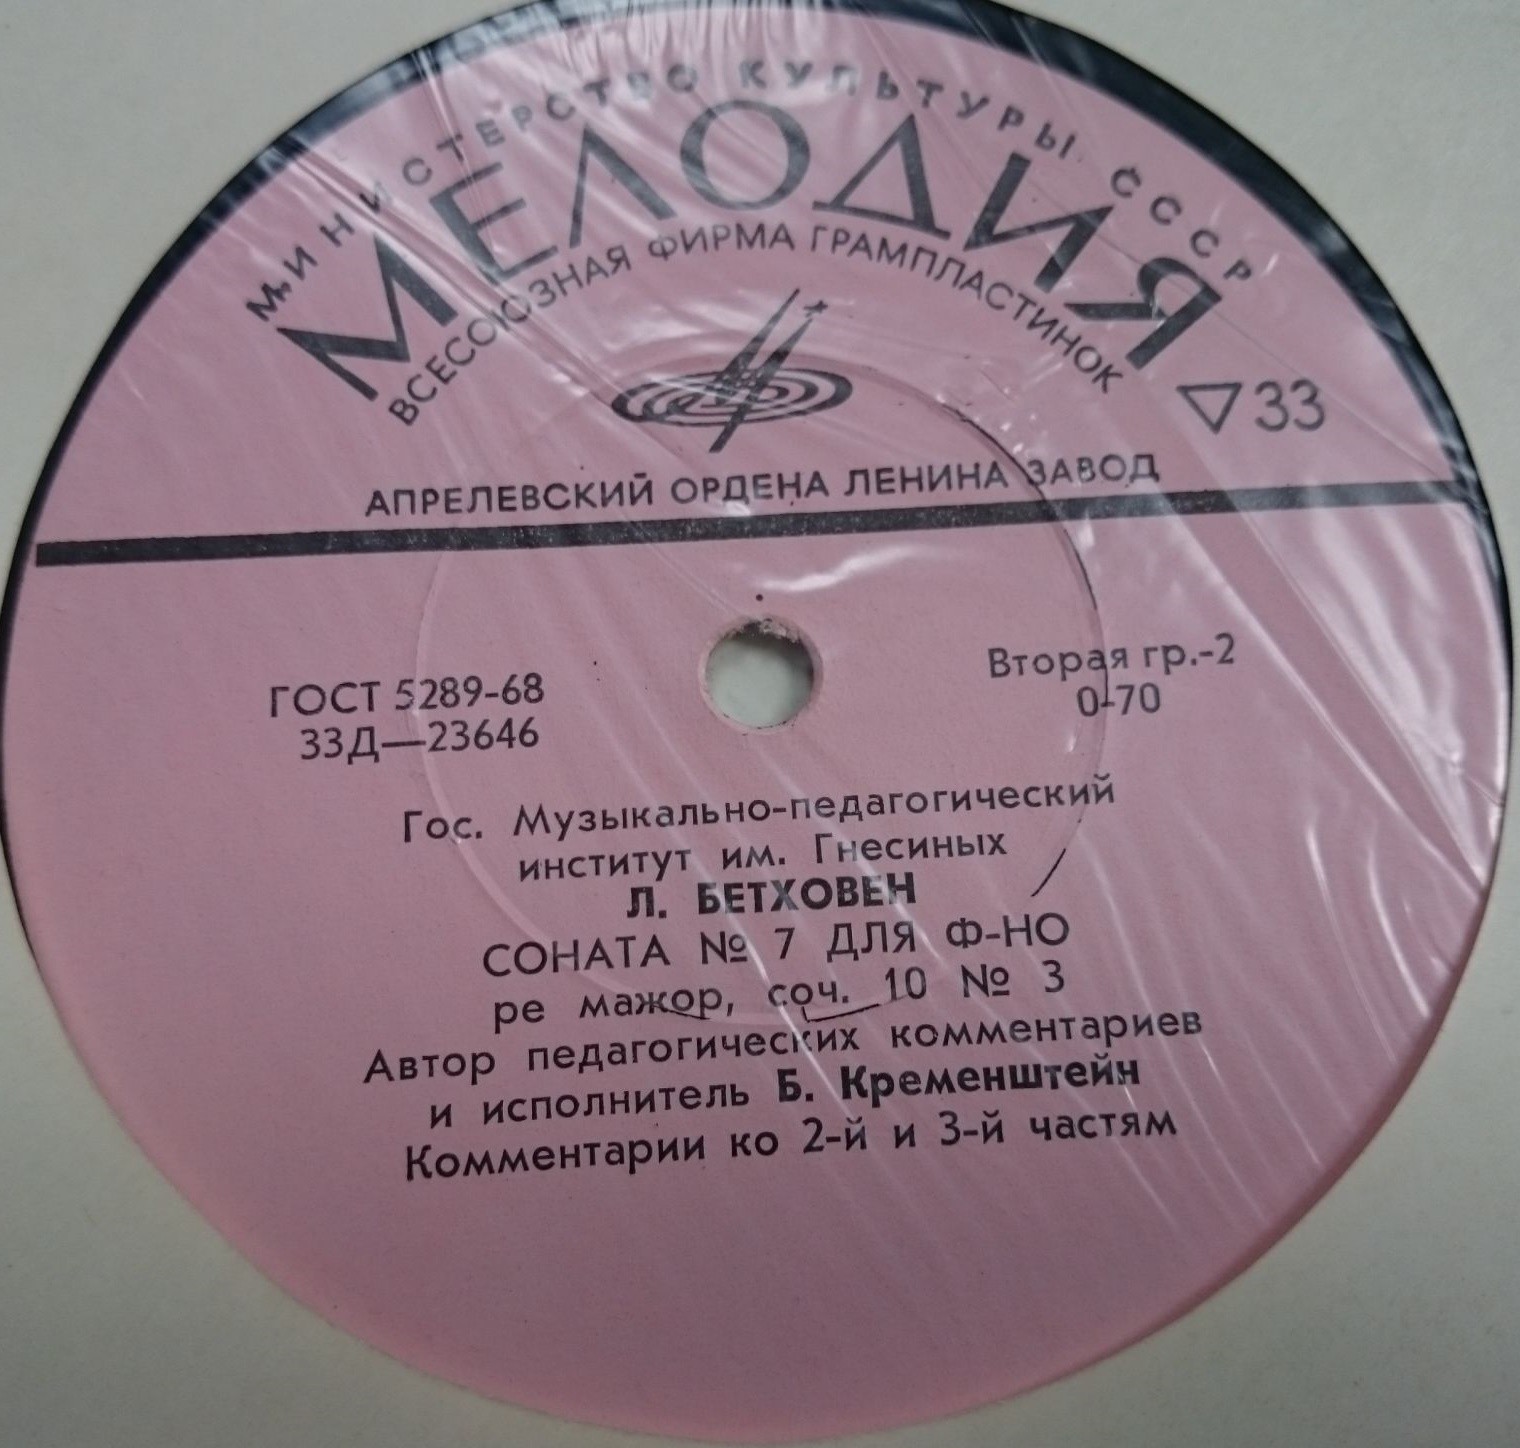 МИНИСТЕРСТВО КУЛЬТУРЫ СССР
МЕЛОДИЯ
ВСЕСОЮЗНАЯ ФИРМА ГРАМПЛАСТИНОК
▽33
АПРЕЛЕВСКИЙ ОРДЕНА ЛЕНИНА ЗАВОД
ГОСТ 5289-68
33Д—23646
Вторая гр.-2
0-70
Гос. Музыкально-педагогический
институт им. Гнесиных
Л. БЕТХОВЕН
СОНАТА № 7 ДЛЯ Ф-НО
ре мажор, соч. 10 № 3
Автор педагогических комментариев
и исполнитель Б. Кременштейн
Комментарии ко 2-й и 3-й частям